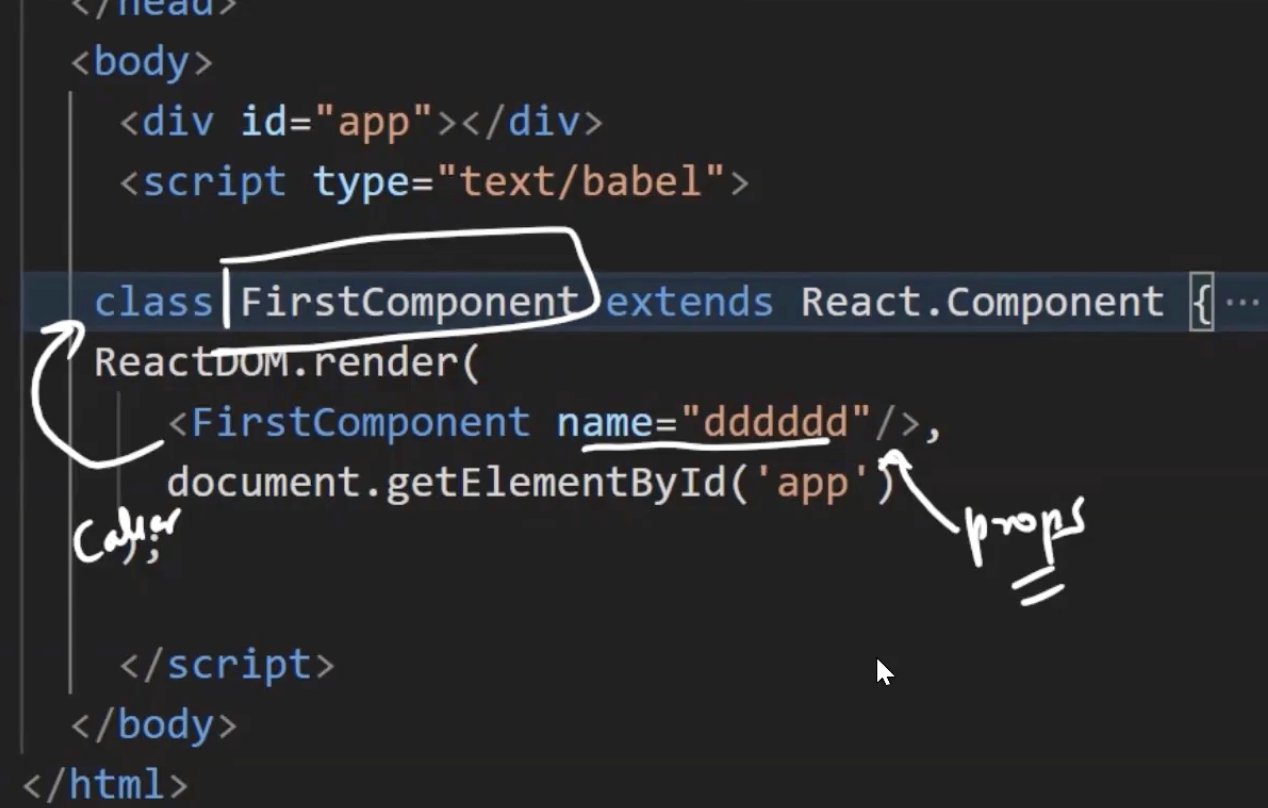 </head>
<body>
<div id="app"></div>
<script type="text/babel">
class FirstComponent extends React.Component { ...
ReactDOM.render(
<FirstComponent name="dddddd"/>,
document.getElementById('app')
props
);
Caller
</script>
</body>
</html>